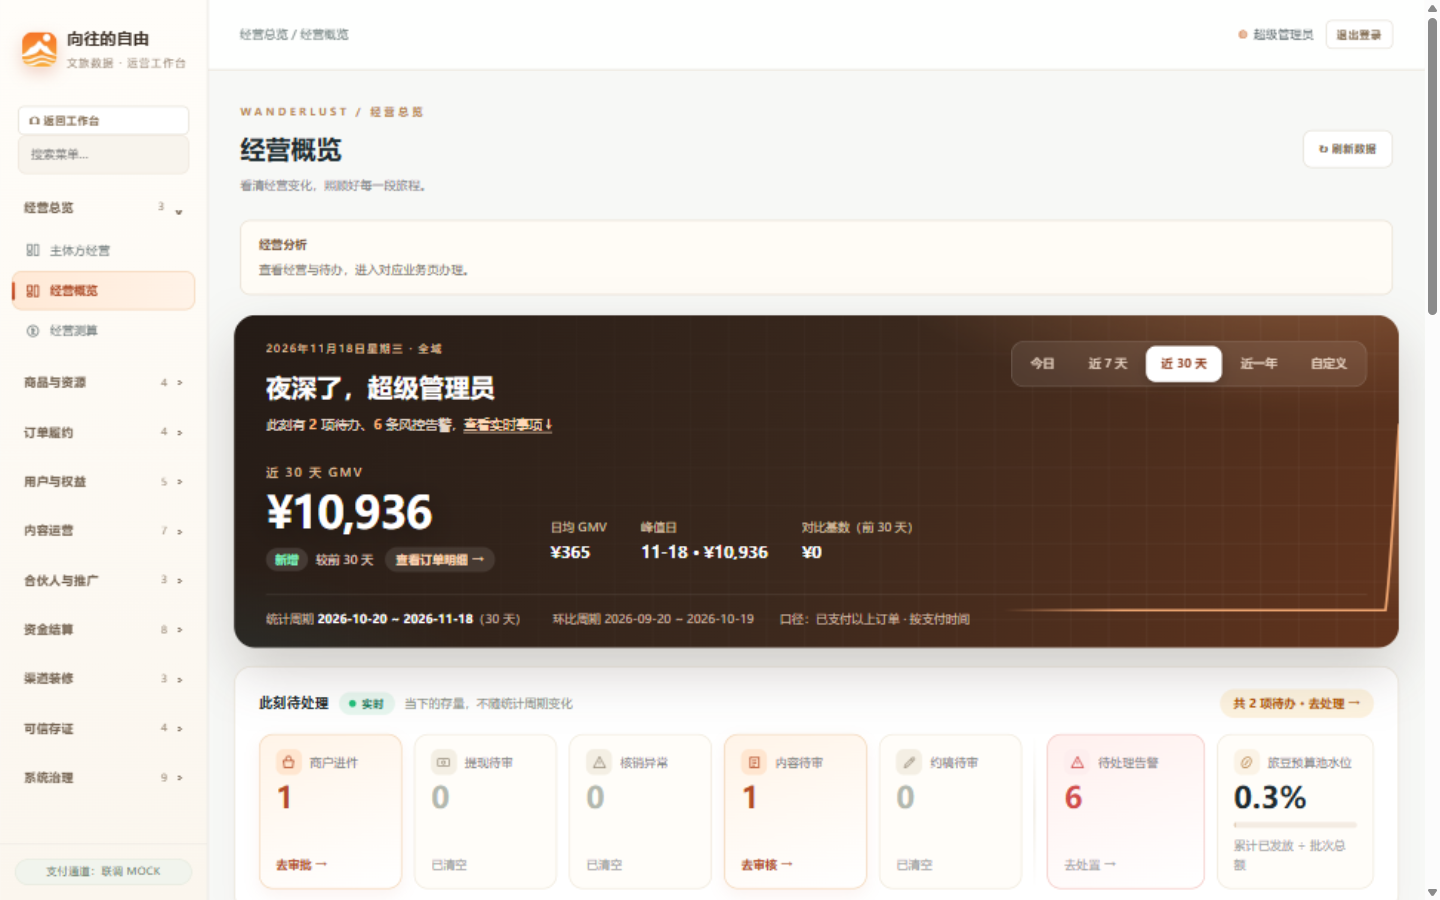 向往的自由
文旅数据 · 运营工作台
返回工作台
搜索菜单...
经营总览 3
主体方经营
经营概览
经营测算
商品与资源 4
订单履约 4
用户与权益 5
内容运营 7
合伙人与推广 3
资金结算 8
渠道装修 3
可信存证 4
系统治理 9
支付通道：联调 MOCK
经营总览 / 经营概览
超级管理员
退出登录
WANDERLUST / 经营总览
经营概览
看清经营变化，照顾好每一段旅程。
↻ 刷新数据
经营分析
查看经营与待办，进入对应业务页办理。
2026年11月18日星期三 · 全域
今日 近 7 天 近 30 天 近一年 自定义
夜深了，超级管理员
此刻有 2 项待办、6 条风控告警，查看实时事项 ↓
近 30 天 GMV
¥10,936
新增 较前 30 天 查看订单明细 →
日均 GMV
¥365
峰值日
11-18 • ¥10,936
对比基数（前 30 天）
¥0
统计周期 2026-10-20 ~ 2026-11-18（30 天） 环比周期 2026-09-20 ~ 2026-10-19 口径：已支付以上订单 · 按支付时间
此刻待处理 实时 当下的存量，不随统计周期变化
共 2 项待办 • 去处理 →
商户进件
1
去审批 →
提现待审
0
已清空
核销异常
0
已清空
内容待审
1
去审核 →
约稿待审
0
已清空
待处理告警
6
去处置 →
旅豆预算池水位
0.3%
累计已发放 ÷ 批次总
额